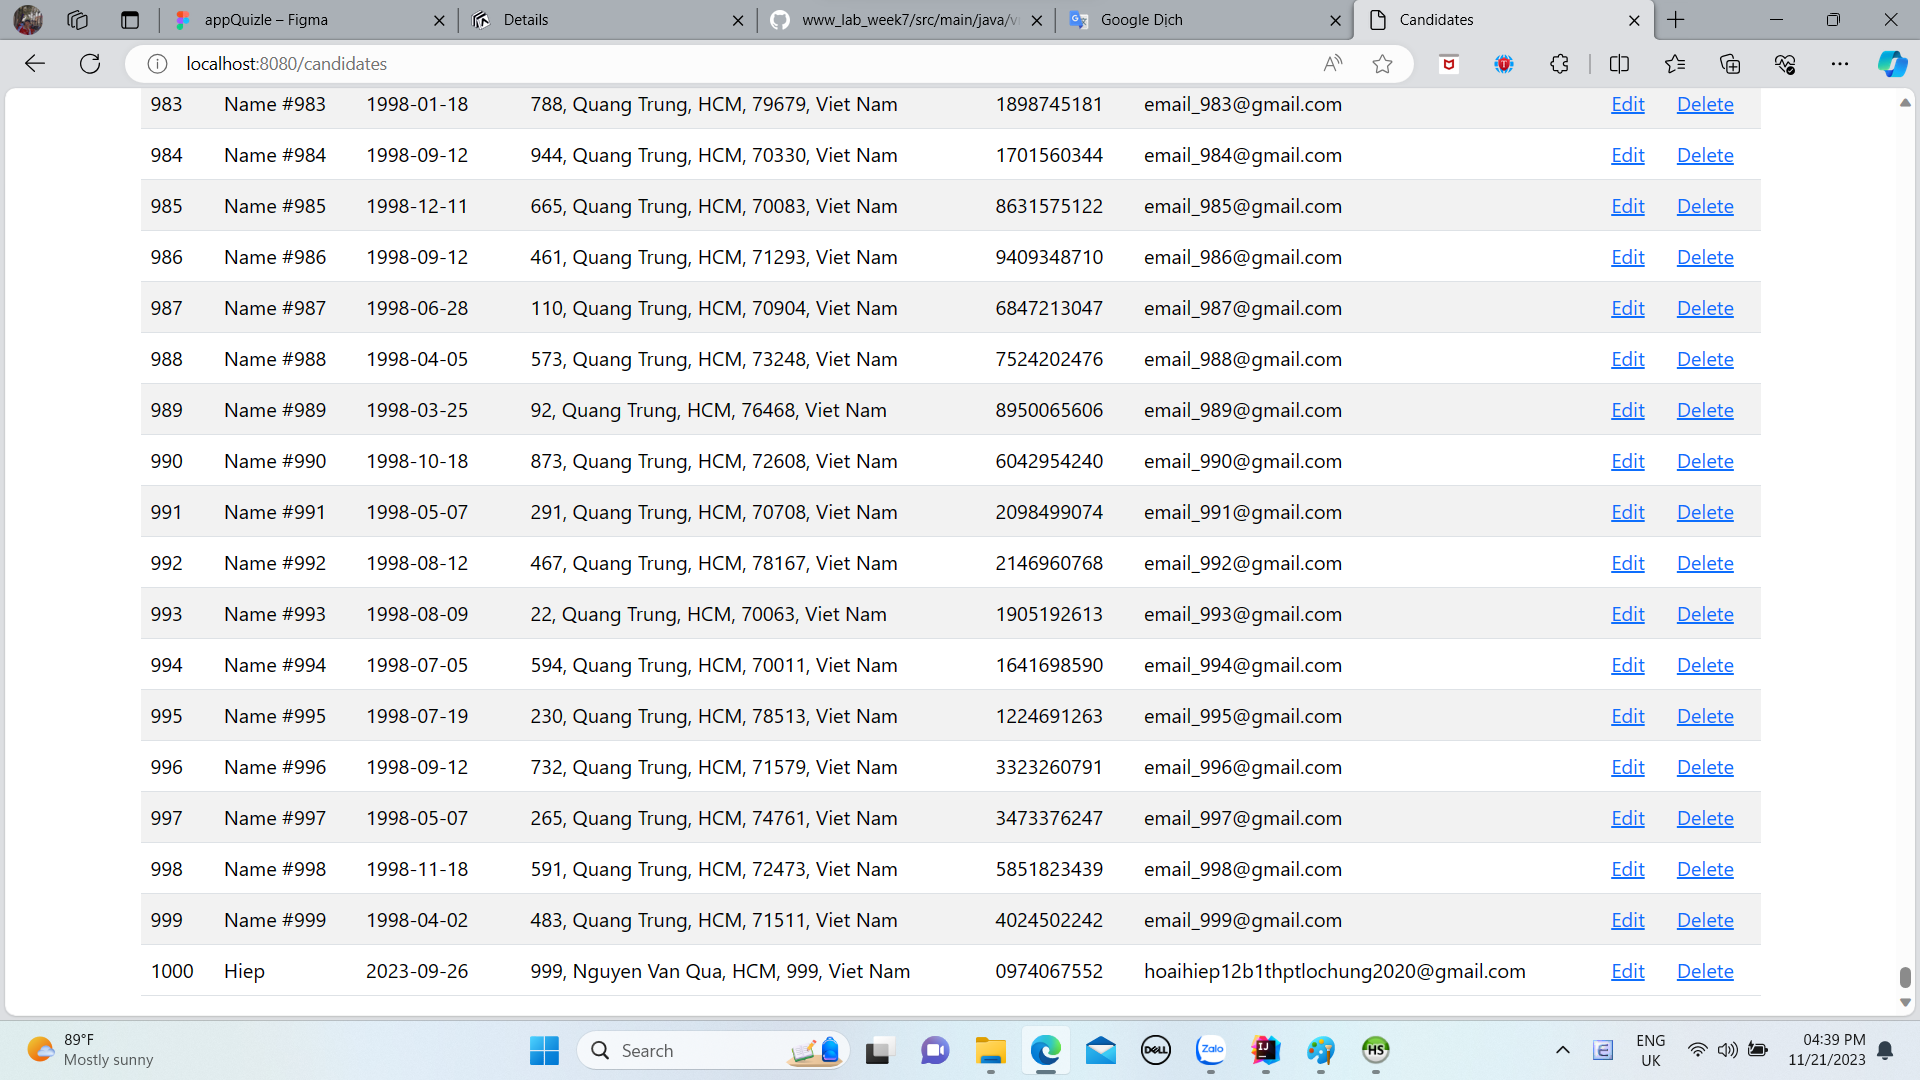 appQuizle – Figma
Details
www_lab_week7/src/main/java/v
Google Dịch
Candidates
localhost:8080/candidates
983 Name #983 1998-01-18 788, Quang Trung, HCM, 79679, Viet Nam 1898745181 email_983@gmail.com Edit Delete
984 Name #984 1998-09-12 944, Quang Trung, HCM, 70330, Viet Nam 1701560344 email_984@gmail.com Edit Delete
985 Name #985 1998-12-11 665, Quang Trung, HCM, 70083, Viet Nam 8631575122 email_985@gmail.com Edit Delete
986 Name #986 1998-09-12 461, Quang Trung, HCM, 71293, Viet Nam 9409348710 email_986@gmail.com Edit Delete
987 Name #987 1998-06-28 110, Quang Trung, HCM, 70904, Viet Nam 6847213047 email_987@gmail.com Edit Delete
988 Name #988 1998-04-05 573, Quang Trung, HCM, 73248, Viet Nam 7524202476 email_988@gmail.com Edit Delete
989 Name #989 1998-03-25 92, Quang Trung, HCM, 76468, Viet Nam 8950065606 email_989@gmail.com Edit Delete
990 Name #990 1998-10-18 873, Quang Trung, HCM, 72608, Viet Nam 6042954240 email_990@gmail.com Edit Delete
991 Name #991 1998-05-07 291, Quang Trung, HCM, 70708, Viet Nam 2098499074 email_991@gmail.com Edit Delete
992 Name #992 1998-08-12 467, Quang Trung, HCM, 78167, Viet Nam 2146960768 email_992@gmail.com Edit Delete
993 Name #993 1998-08-09 22, Quang Trung, HCM, 70063, Viet Nam 1905192613 email_993@gmail.com Edit Delete
994 Name #994 1998-07-05 594, Quang Trung, HCM, 70011, Viet Nam 1641698590 email_994@gmail.com Edit Delete
995 Name #995 1998-07-19 230, Quang Trung, HCM, 78513, Viet Nam 1224691263 email_995@gmail.com Edit Delete
996 Name #996 1998-09-12 732, Quang Trung, HCM, 71579, Viet Nam 3323260791 email_996@gmail.com Edit Delete
997 Name #997 1998-05-07 265, Quang Trung, HCM, 74761, Viet Nam 3473376247 email_997@gmail.com Edit Delete
998 Name #998 1998-11-18 591, Quang Trung, HCM, 72473, Viet Nam 5851823439 email_998@gmail.com Edit Delete
999 Name #999 1998-04-02 483, Quang Trung, HCM, 71511, Viet Nam 4024502242 email_999@gmail.com Edit Delete
1000 Hiep 2023-09-26 999, Nguyen Van Qua, HCM, 999, Viet Nam 0974067552 hoaihiep12b1thptlochung2020@gmail.com Edit Delete
89°F
Mostly sunny
Search
DELL
Zalo
IJ
HS
ENG
UK
04:39 PM
11/21/2023